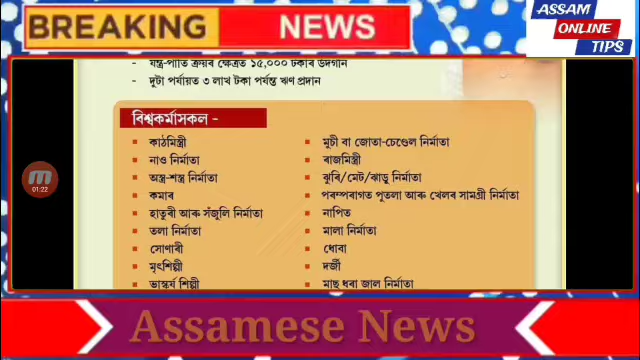 BREAKING NEWS
ASSAM
ONLINE
TIPS
- যন্ত্ৰ-পাতি ক্ৰয়ৰ ক্ষেত্ৰত ১৫,০০০ টকাৰ উদগনি
- দুটা পৰ্যায়ত ৩ লাখ টকা পৰ্যন্ত ঋণ প্ৰদান
বিশ্বকৰ্মাসকল -
কাঠমিস্ত্ৰী
নাও নিৰ্মাতা
অস্ত্ৰ-শস্ত্ৰ নিৰ্মাতা
কমাৰ
হাতুৰী আৰু সঁজুলি নিৰ্মাতা
তলা নিৰ্মাতা
সোণাৰী
মৃৎশিল্পী
ভাস্কৰ্য শিল্পী
মুচী বা জোতা-চেণ্ডেল নিৰ্মাতা
ৰাজমিস্ত্ৰী
ঝুৰি/মেট/ঝাড়ু নিৰ্মাতা
পৰম্পৰাগত পুতলা আৰু খেলৰ সামগ্ৰী নিৰ্মাতা
নাপিত
মালা নিৰ্মাতা
ধোবা
দৰ্জী
মাছ ধৰা জাল নিৰ্মাতা
01:22
Assamese News